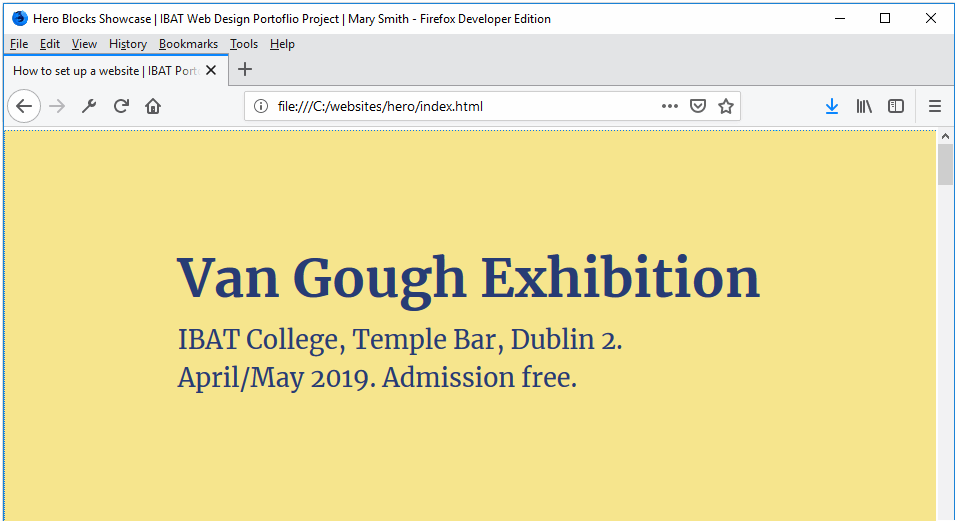 Hero Blocks Showcase | IBAT Web Design Portoflio Project | Mary Smith - Firefox Developer Edition
File Edit View History Bookmarks Tools Help
How to set up a website | IBAT Port
file:///C:/websites/hero/index.html
Van Gough Exhibition
IBAT College, Temple Bar, Dublin 2.
April/May 2019. Admission free.